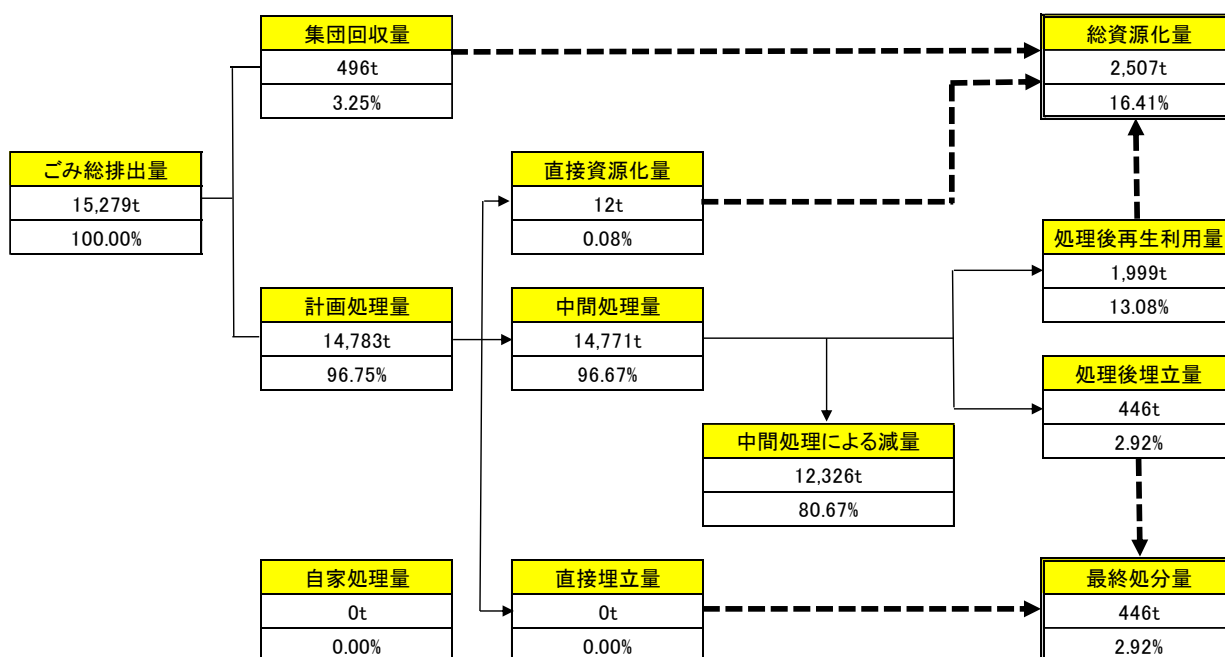 集団回収量
496t
3.25%
総資源化量
2,507t
16.41%
ごみ総排出量
15,279t
100.00%
直接資源化量
12t
0.08%
処理後再生利用量
1,999t
13.08%
計画処理量
14,783t
96.75%
中間処理量
14,771t
96.67%
処理後埋立量
446t
2.92%
中間処理による減量
12,326t
80.67%
自家処理量
0t
0.00%
直接埋立量
0t
0.00%
最終処分量
446t
2.92%